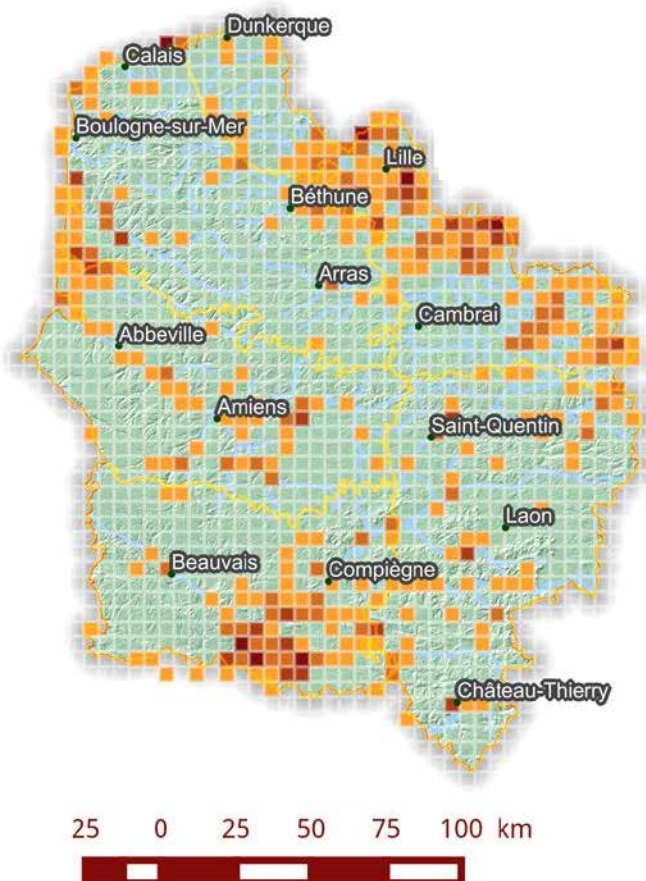 Dunkerque
Calais
Boulogne-sur-Mer
Lille
Béthune
Arras
Cambrai
Abbeville
Amiens
Saint-Quentin
Laon
Beauvais
Compiègne
Château-Thierry
25 0 25 50 75 100 km